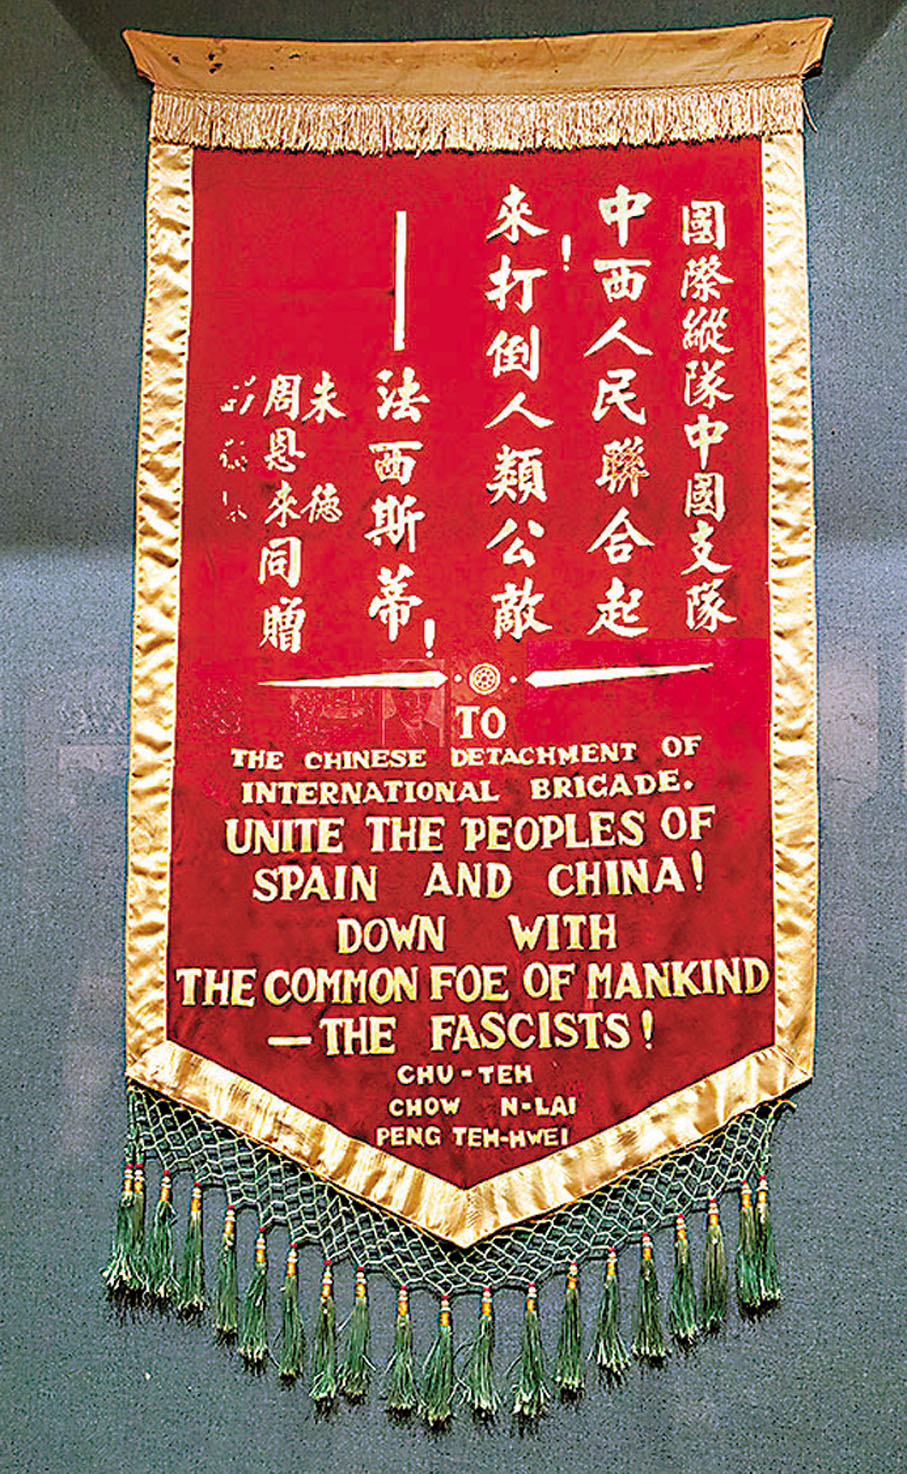 國際縱隊中國支隊
中西人民聯合起
來！打倒人類公敵
—法西斯蒂！
朱德
周恩來同贈
TO
THE CHINESE DETACHMENT OF
INTERNATIONAL BRIGADE.
UNITE THE PEOPLES OF
SPAIN AND CHINA!
DOWN WITH
THE COMMON FOE OF MANKIND
—THE FASCISTS!
CHU-TEH
CHOW N-LAI
PENG TEH-HWEI